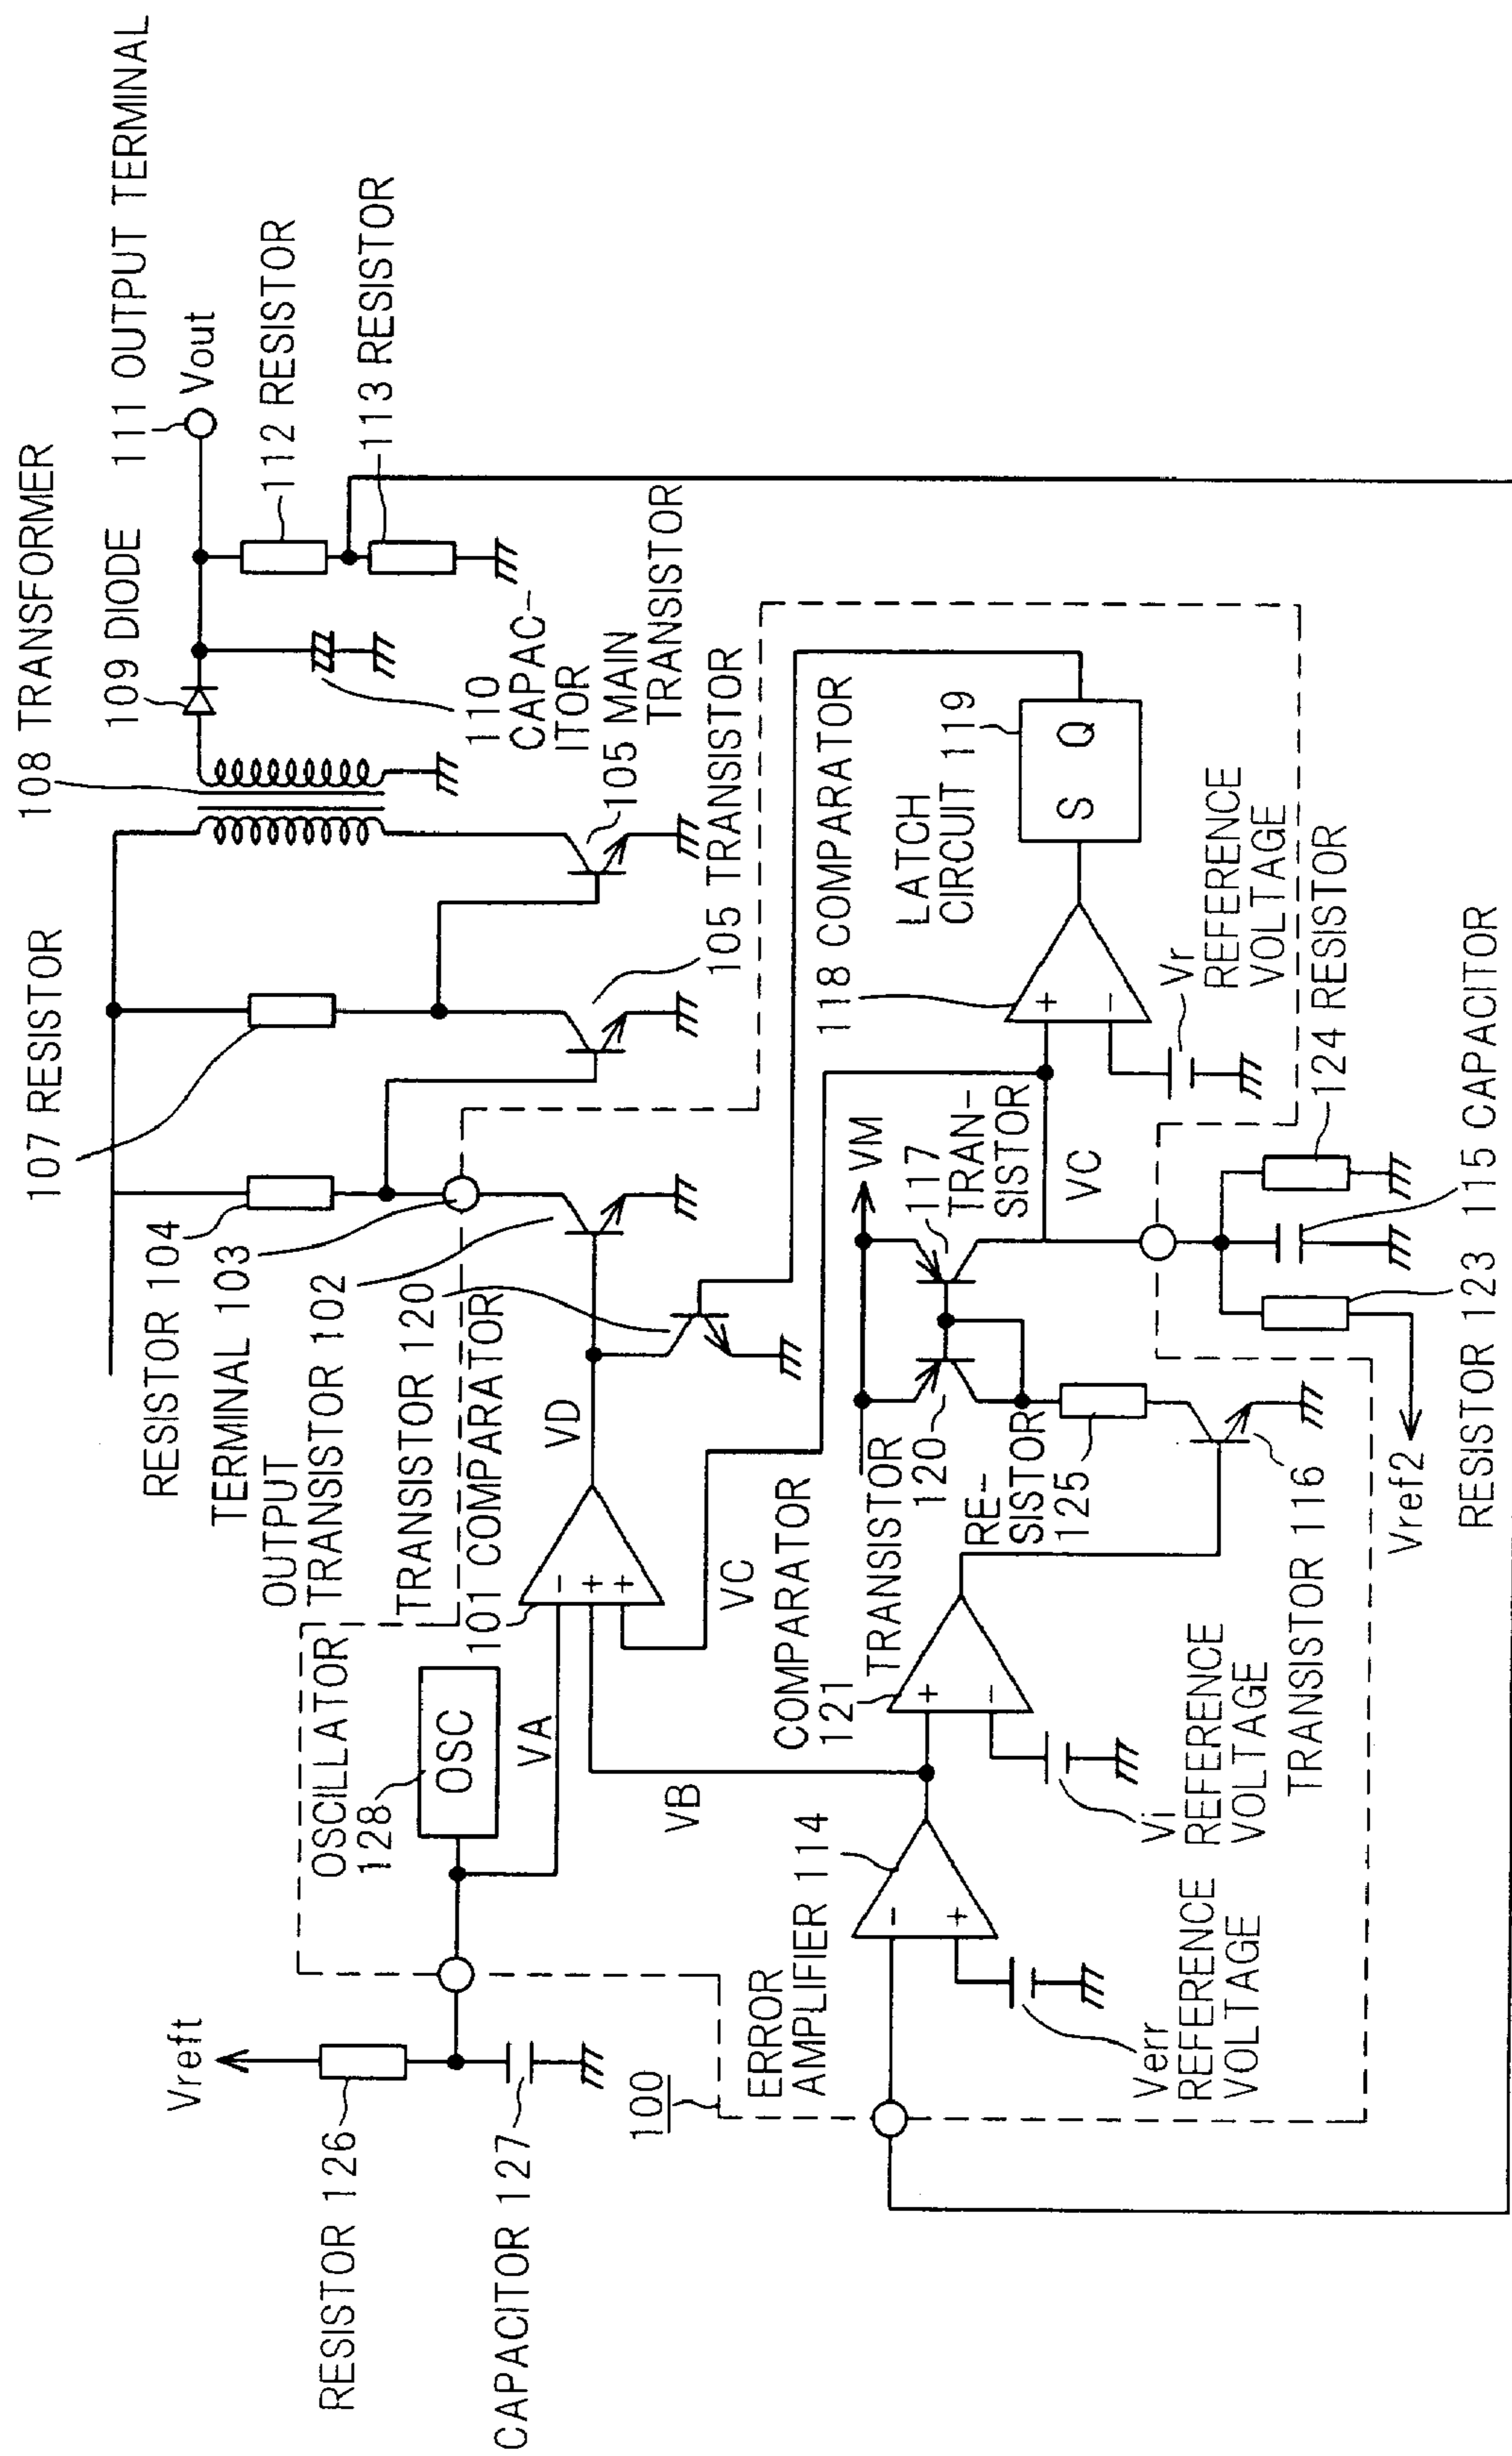 108 TRANSFORMER
109 DIODE
111 OUTPUT TERMINAL
Vout
112 RESISTOR
113 RESISTOR
110
CAPAC-
ITOR
105 MAIN
TRANSISTOR
105 TRANSISTOR
107 RESISTOR
RESISTOR 104
TERMINAL 103
OUTPUT
TRANSISTOR 102
TRANSISTOR 120
101 COMPARATOR
Vreft
RESISTOR 126
CAPACITOR 127
100
OSCILLATOR
128
OSC
VA
VB
VC
VD
-
+
+
ERROR
AMPLIFIER 114
-
+
Verr
REFERENCE
VOLTAGE
COMPARATOR
121
+
-
Vi
REFERENCE
VOLTAGE
TRANSISTOR 116
TRANSISTOR
120
RE-
SISTOR
125
VM
117
TRAN-
SISTOR
VC
118 COMPARATOR
+
-
LATCH
CIRCUIT 119
S Q
Vr
REFERENCE
VOLTAGE
124 RESISTOR
115 CAPACITOR
RESISTOR 123
Vref2